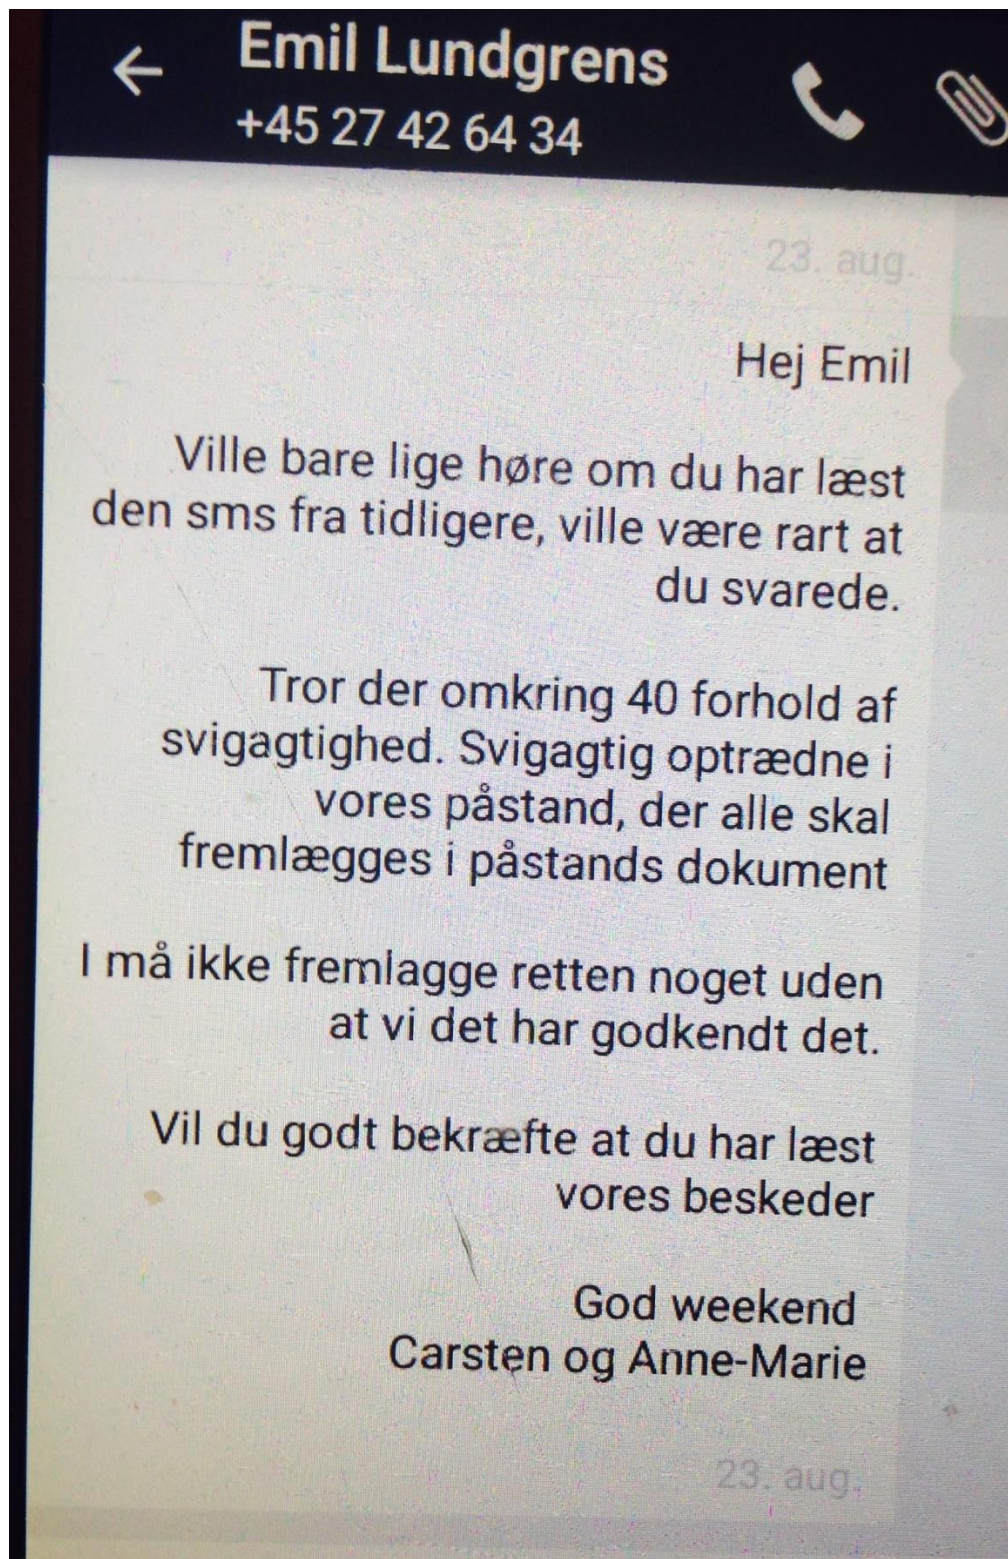 Emil Lundgrens
+45 27 42 64 34
23. aug.
Hej Emil
Ville bare lige høre om du har læst
den sms fra tidligere, ville være rart at
du svarede.
Tror der omkring 40 forhold af
svigagtighed. Svigagtig optrædne i
vores påstand, der alle skal
fremlægges i påstands dokument
I må ikke fremlagge retten noget uden
at vi det har godkendt det.
Vil du godt bekræfte at du har læst
vores beskeder
God weekend
Carsten og Anne-Marie
23. aug.